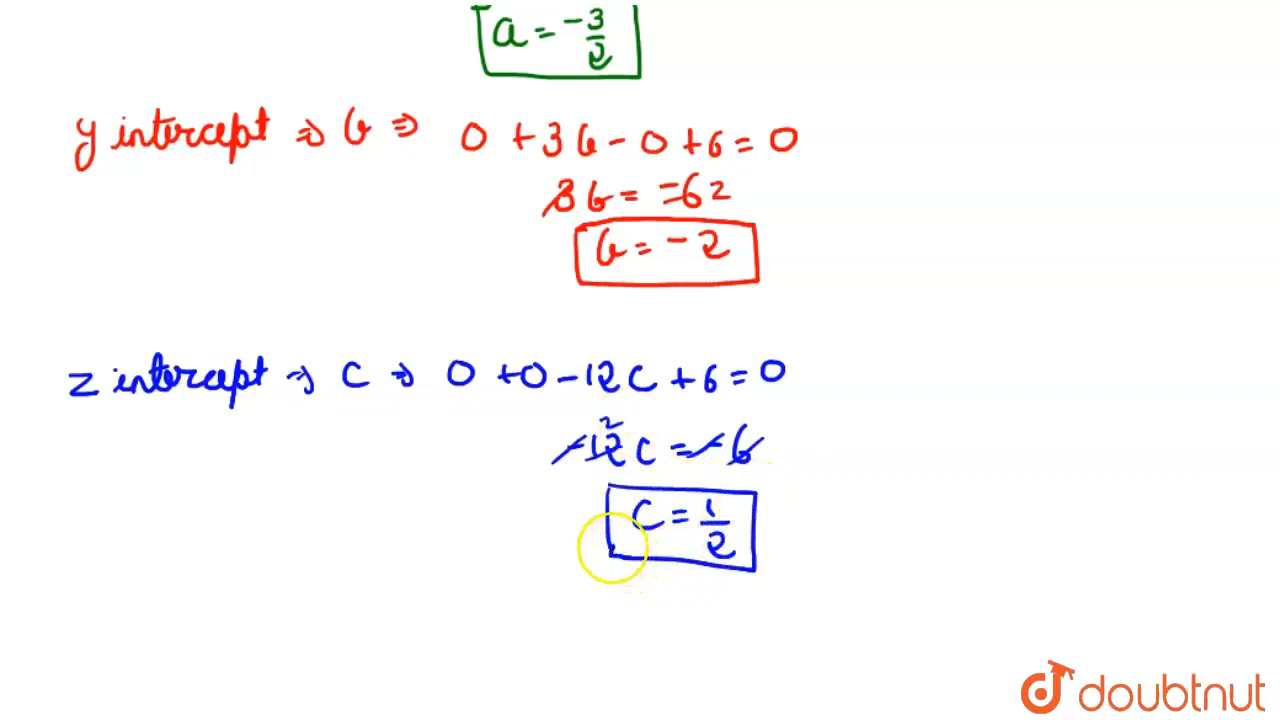 a = -3/2
y intercept ⇒ b ⇒ 0 + 3b - 0 + 6 = 0
3b = -6 2
b = -2
z intercept ⇒ c ⇒ 0 + 0 - 12c + 6 = 0
2
-12c = -6
c = 1/2
doubtnut